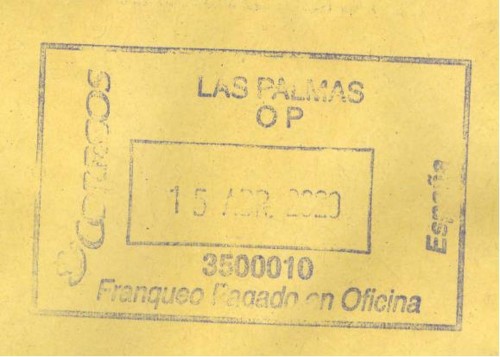 LAS PALMAS
O P
Correos
15 ABR. 2020
España
3500010
Franqueo Pagado en Oficina